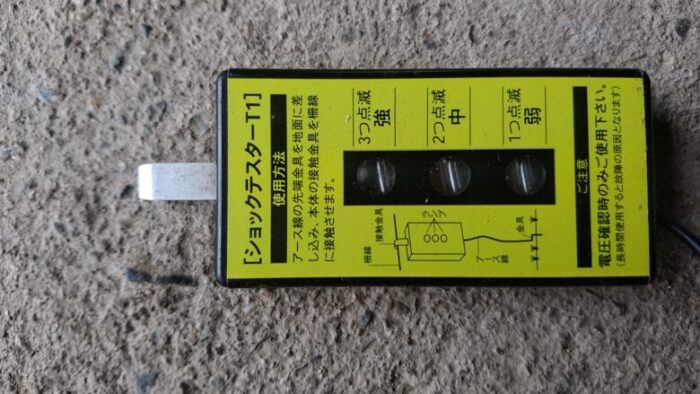 [ショックテスターT1]
使用方法
アース線の先端金具を地面に差
し込み、本体の接触金具を柵線
に接触させます。
3つ点滅
強
2つ点滅
中
1つ点滅
弱
柵線
接触金具
ランプ
アース線
金具
ご注意
電圧確認時のみご使用下さい。
(長時間使用すると故障の原因となります)